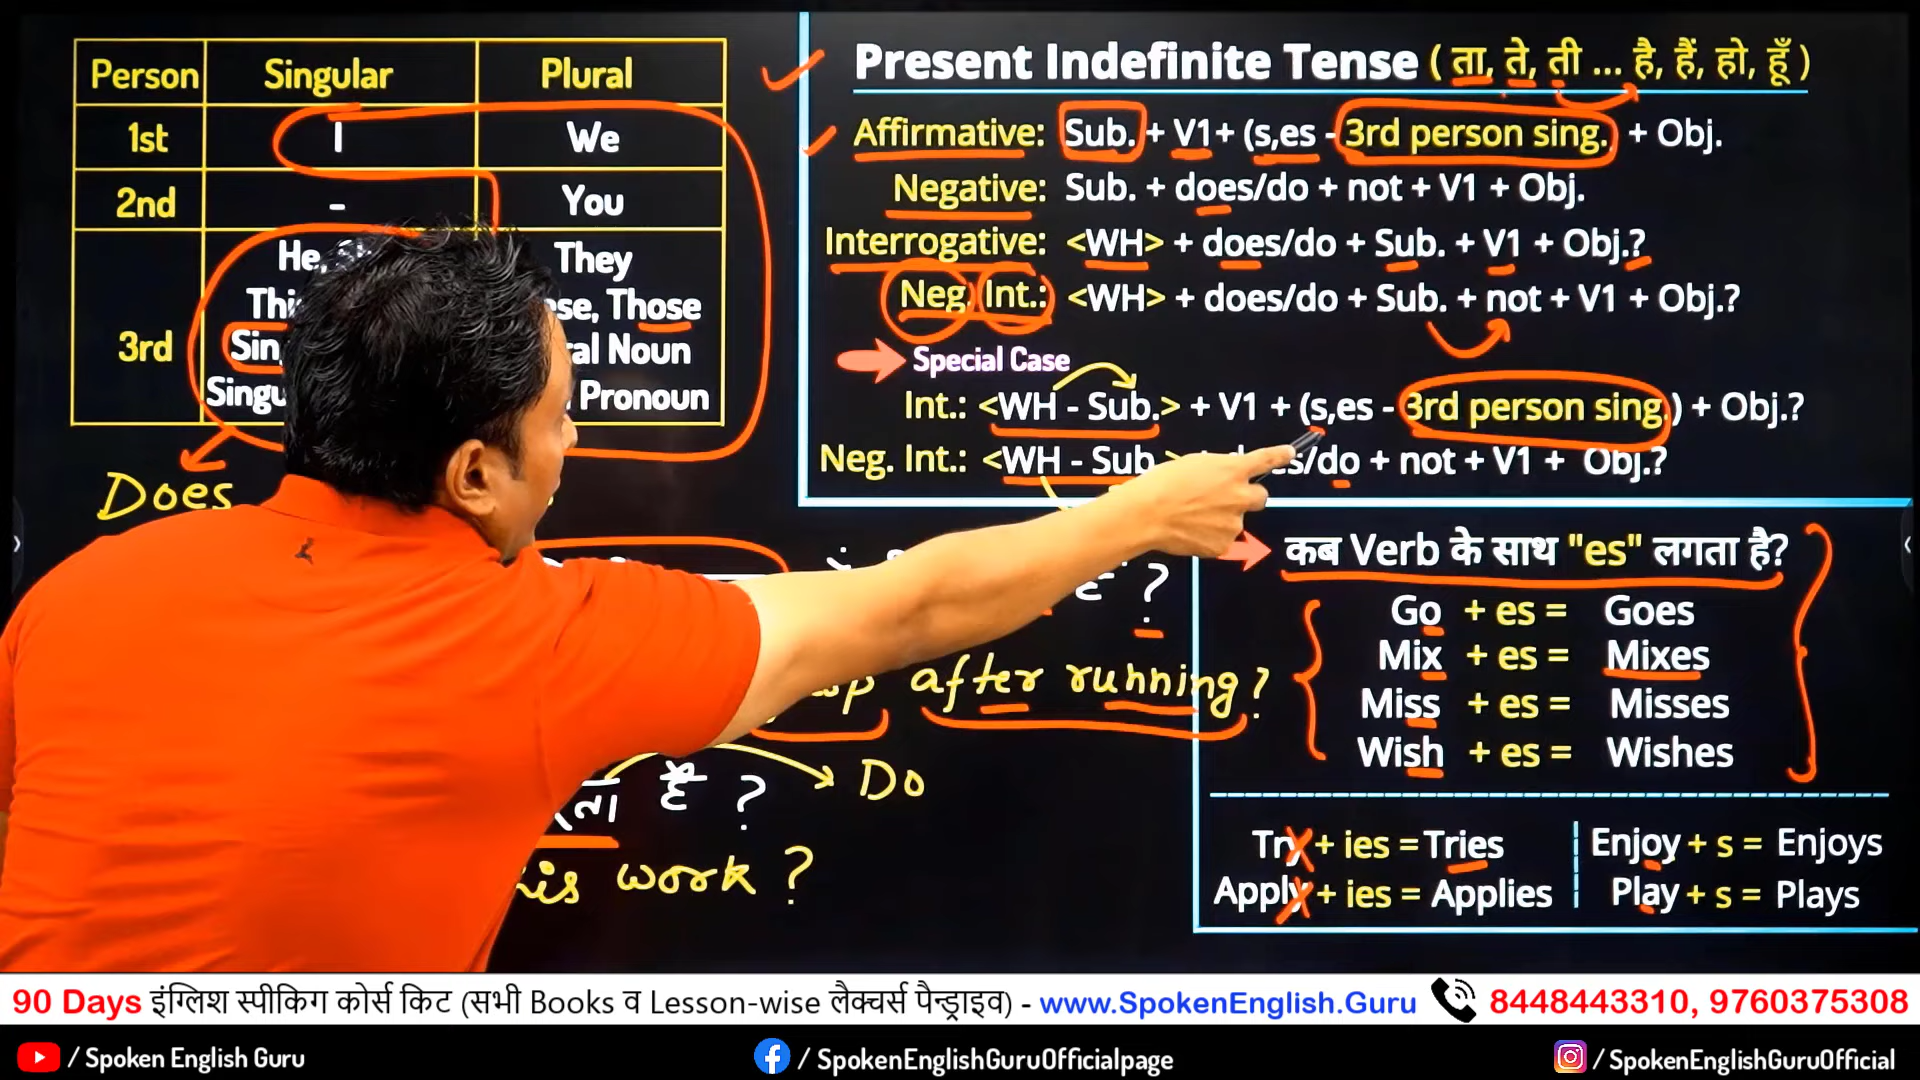 Person Singular Plural
1st I We
2nd - You
3rd He, They
Those
Noun
Pronoun
Does
Present Indefinite Tense ( ता, ते, ती ... है, हैं, हो, हूँ )
Affirmative: Sub. + V1+ (s,es - 3rd person sing. + Obj.
Negative: Sub. + does/do + not + V1 + Obj.
Interrogative: <WH> + does/do + Sub. + V1 + Obj.?
Neg. Int.: <WH> + does/do + Sub. + not + V1 + Obj.?
Special Case
Int.: <WH - Sub.> + V1 + (s,es - 3rd person sing.) + Obj.?
Neg. Int.: <WH - Sub /do + not + V1 + Obj.?
?
after running?
है ? Do
work ?
कब Verb के साथ "es" लगता है?
Go + es = Goes
Mix + es = Mixes
Miss + es = Misses
Wish + es = Wishes
Try + ies = Tries
Apply + ies = Applies
Enjoy + s = Enjoys
Play + s = Plays
90 Days इंग्लिश स्पीकिग कोर्स किट (सभी Books व Lesson-wise लैक्चर्स पैन्ड्राइव) - www.SpokenEnglish.Guru 8448443310, 9760375308
/ Spoken English Guru / SpokenEnglishGuruOfficialpage / SpokenEnglishGuruOfficial